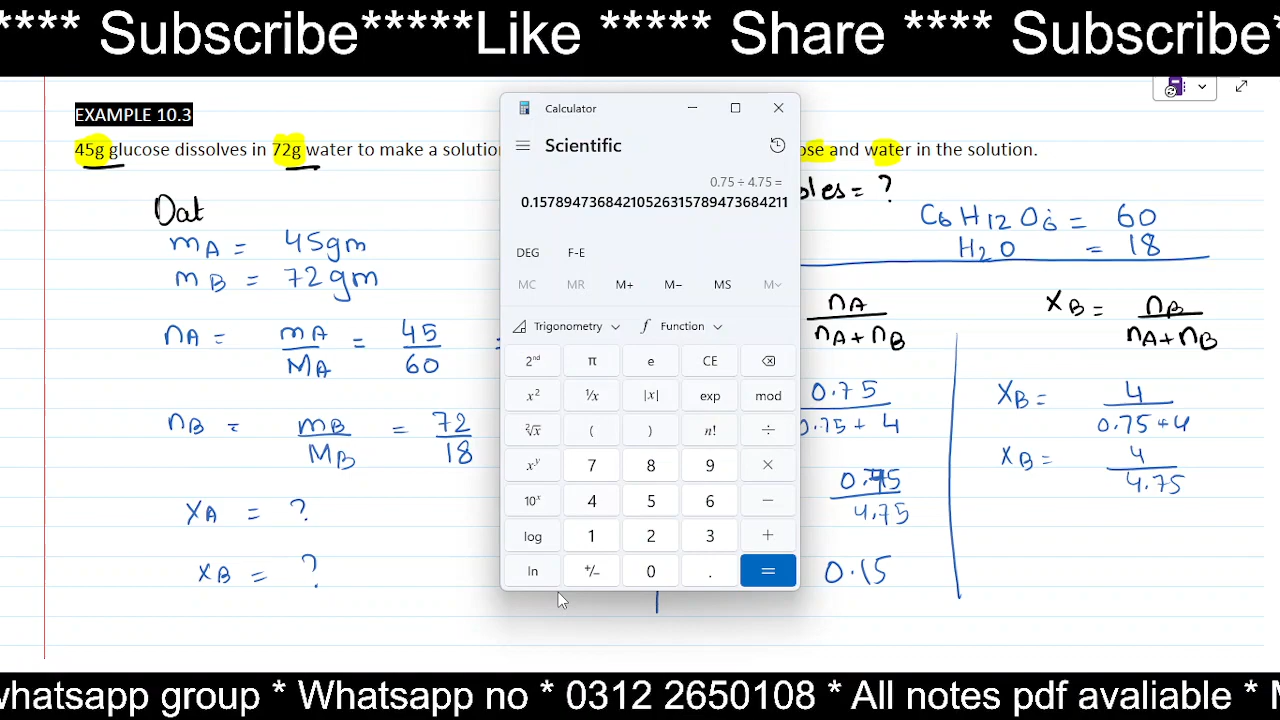 **** Subscribe*****Like ***** Share **** Subscribe*
EXAMPLE 10.3
45g glucose dissolves in 72g water to make a solution
ose and water in the solution.
Dat
mA = 45gm
mB = 72gm
nA = mA/MA = 45/60 =
nB = mB/MB = 72/18
XA = ?
XB = ?
Calculator
Scientific
0.75 ÷ 4.75 =
0.15789473684210526315789473684211
DEG F-E
MC MR M+ M− MS M˅
Trigonometry Function
2ⁿᵈ π e CE
x² ¹/x |x| exp mod
²√x ( ) n! ÷
xʸ 7 8 9 ×
10ˣ 4 5 6 −
log 1 2 3 +
ln +/− 0 . =
les = ?
C6H12O6 = 60
H2O = 18
nA/nA+nB
0.75/0.75 + 4
0.75/4.75
0.15
XB = nB/nA+nB
XB = 4/0.75+4
XB = 4/4.75
whatsapp group * Whatsapp no * 0312 2650108 * All notes pdf avaliable * M